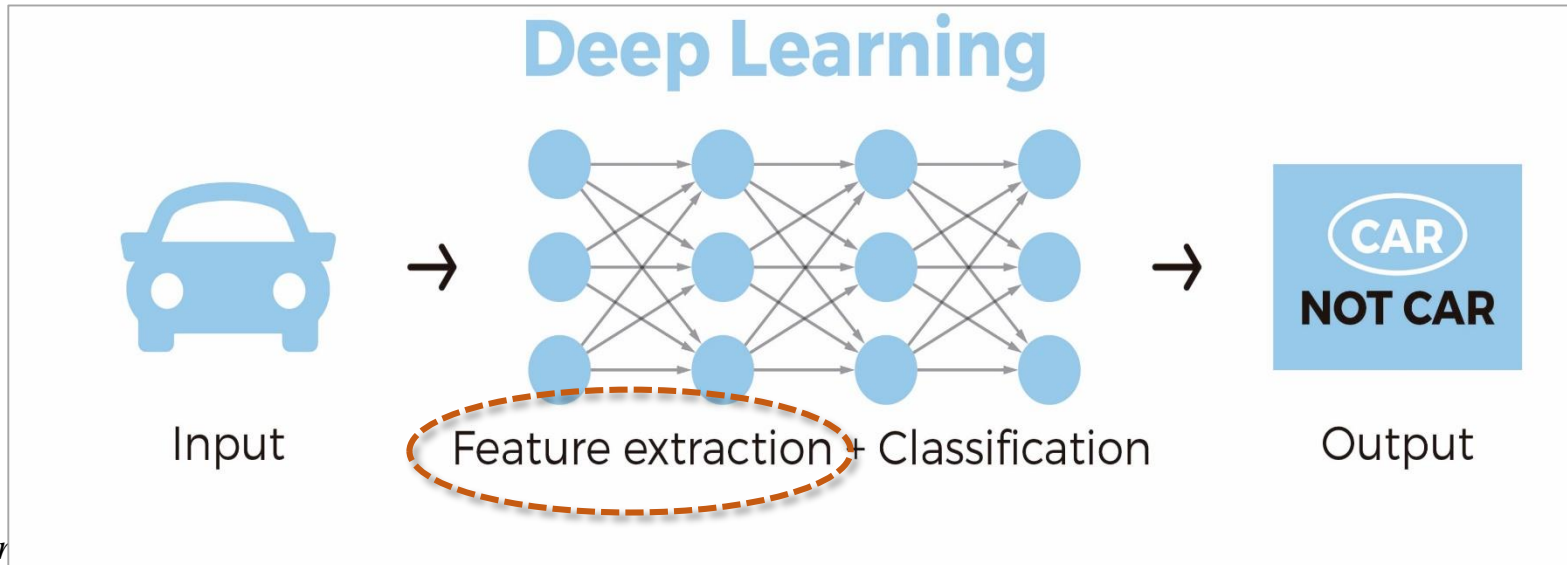 Deep Learning
CAR
NOT CAR
Input
Feature extraction + Classification
Output